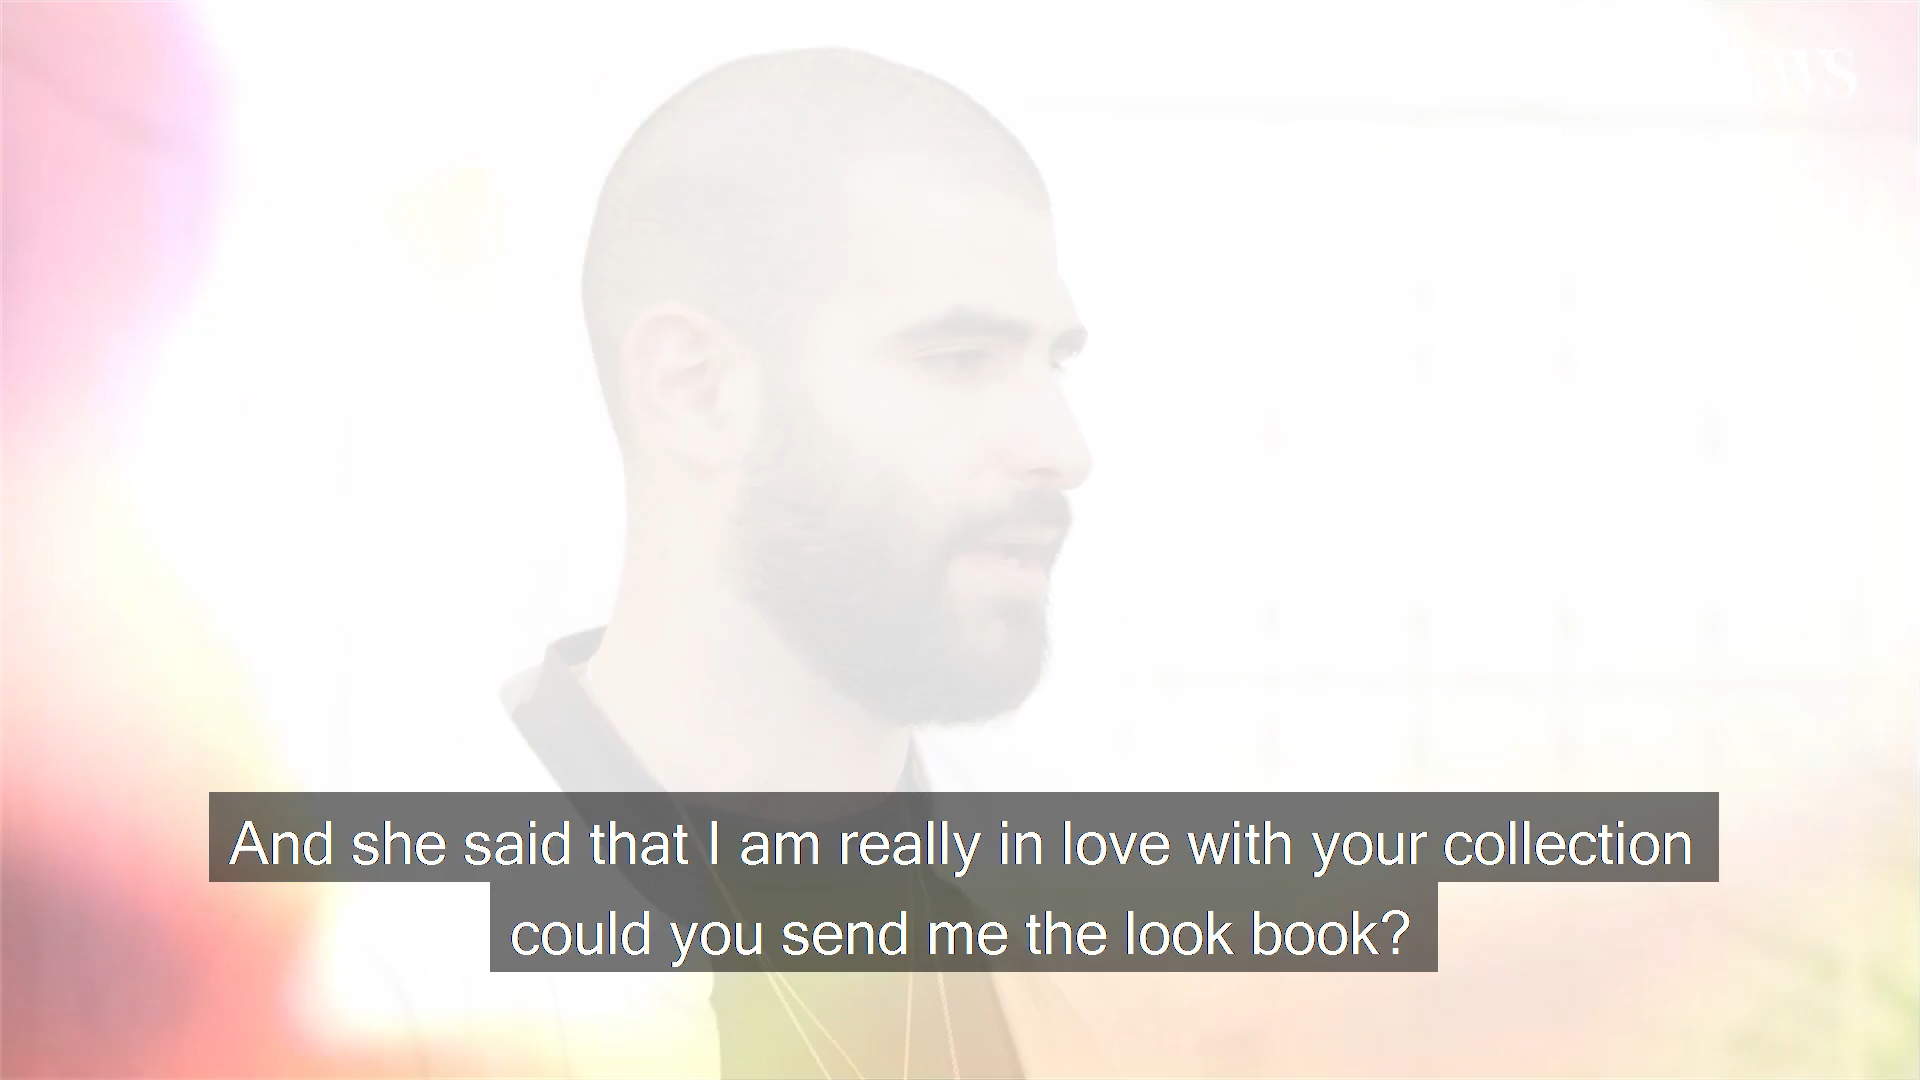 And she said that I am really in love with your collection
could you send me the look book?